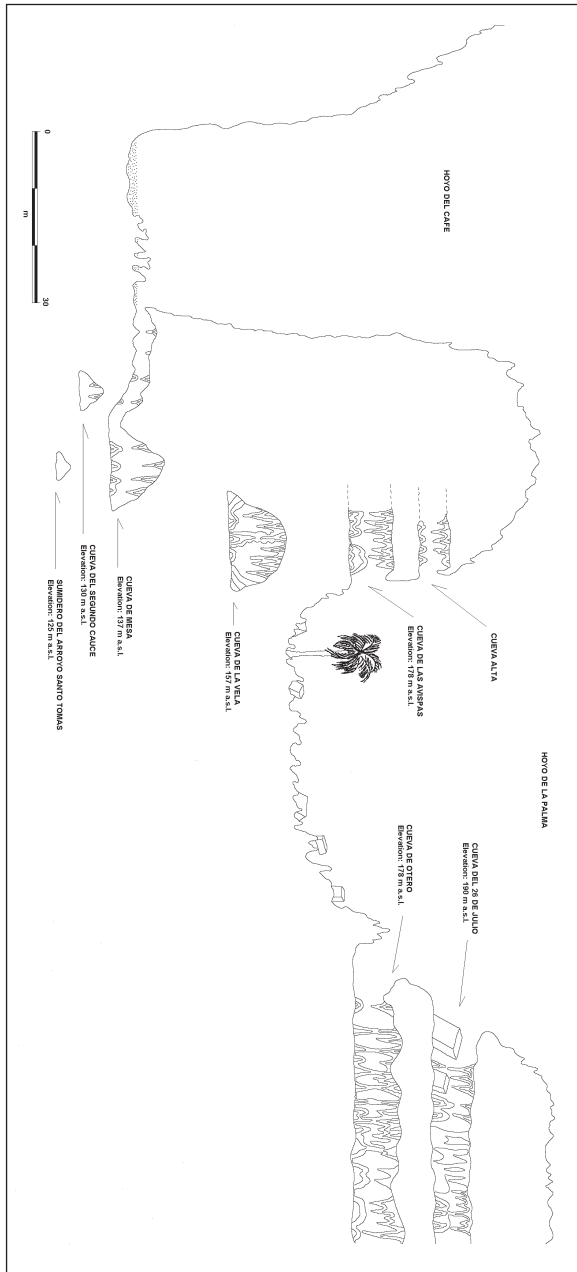 HOYO DEL CAFE
HOYO DE LA PALMA
CUEVA DEL 26 DE JULIO
Elevation: 190 m a.s.l.
CUEVA ALTA
CUEVA DE LAS AVISPAS
Elevation: 178 m a.s.l.
CUEVA DE OTERO
Elevation: 178 m a.s.l.
CUEVA DE LA VELA
Elevation: 157 m a.s.l.
CUEVA DE MESA
Elevation: 137 m a.s.l.
CUEVA DEL SEGUNDO CAUCE
Elevation: 130 m a.s.l.
SUMIDERO DEL ARROYO SANTO TOMAS
Elevation: 125 m a.s.l.
0
30
m